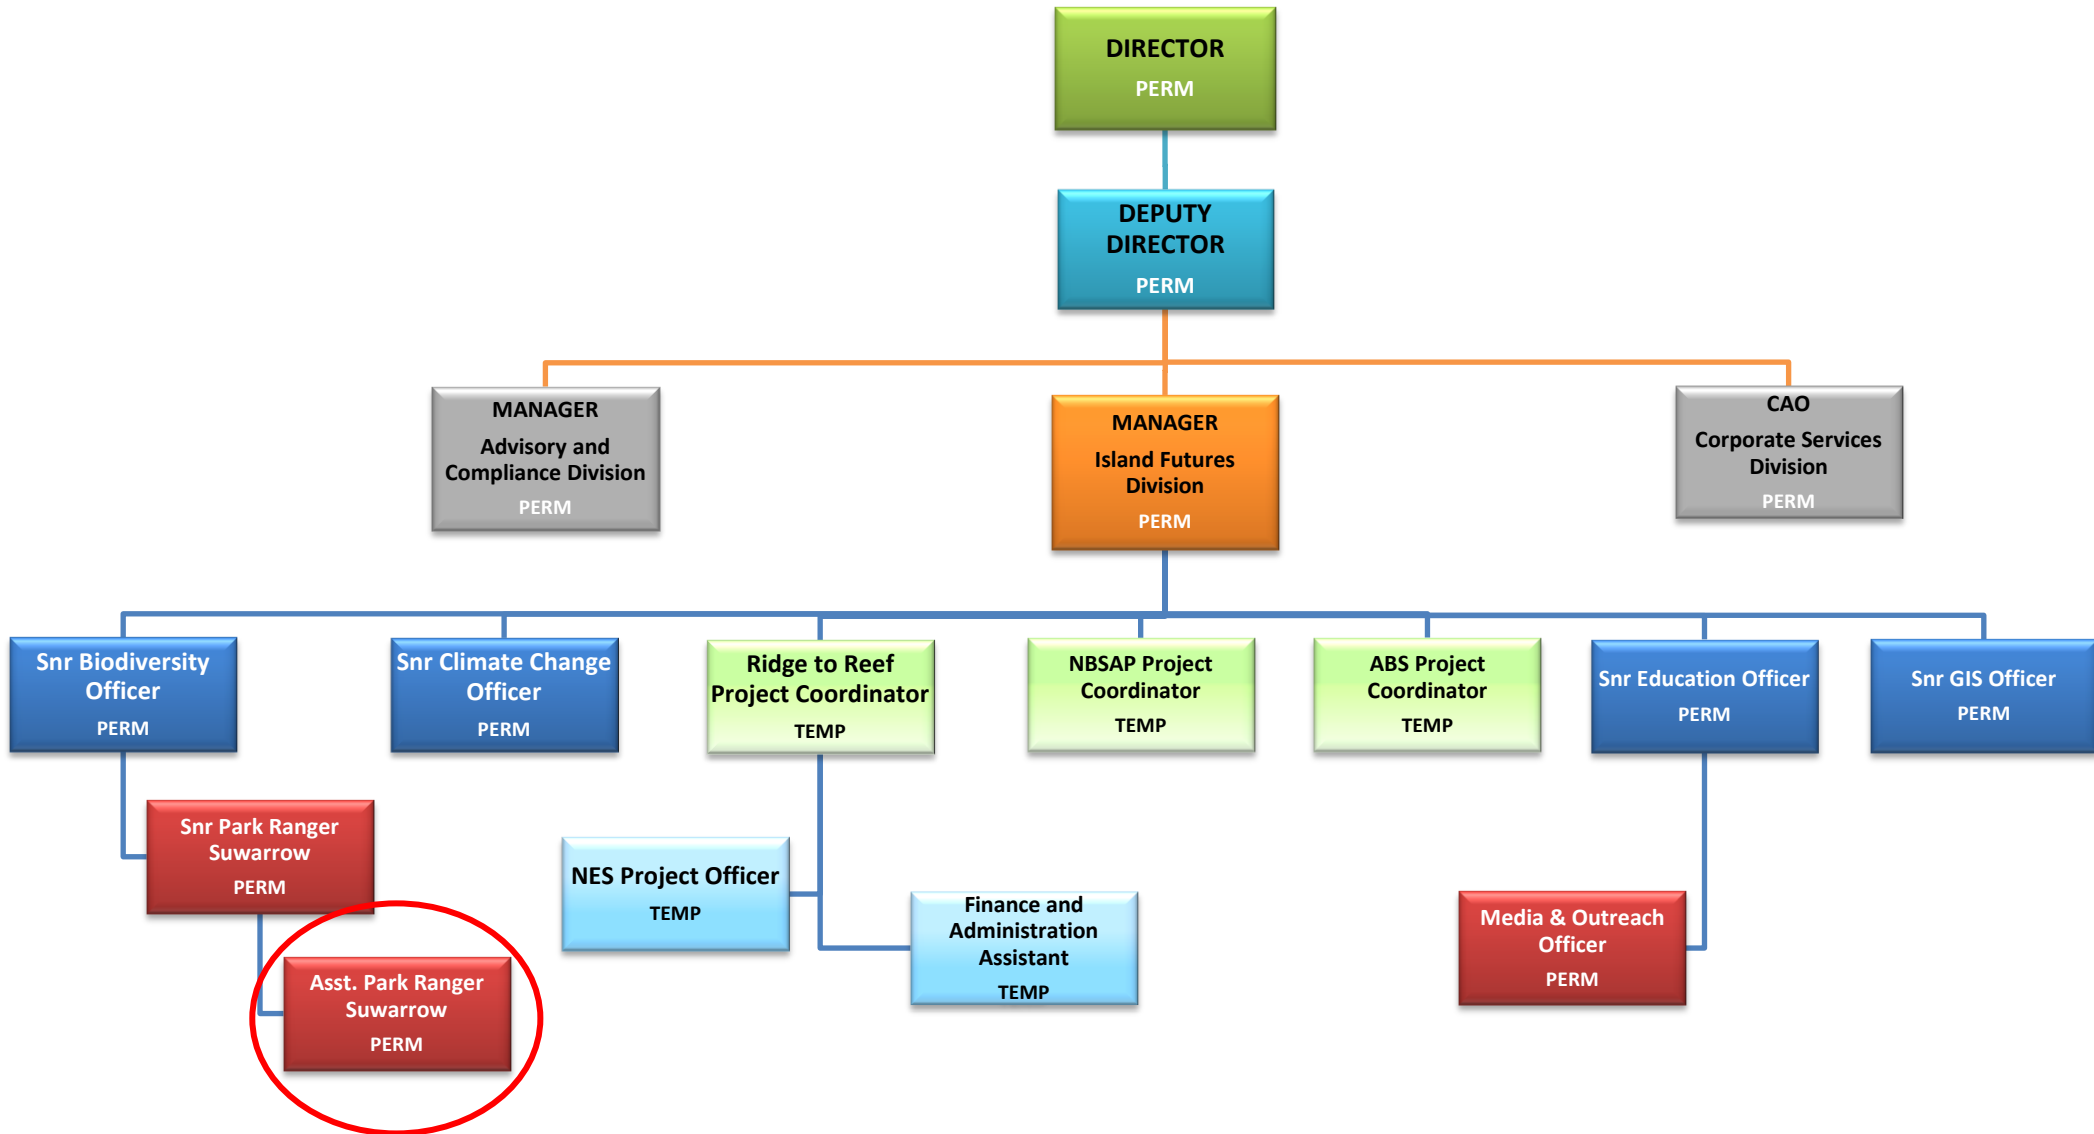 DIRECTOR
PERM
DEPUTY
DIRECTOR
PERM
MANAGER
Advisory and
Compliance Division
PERM
MANAGER
Island Futures
Division
PERM
CAO
Corporate Services
Division
PERM
Snr Biodiversity
Officer
PERM
Snr Climate Change
Officer
PERM
Ridge to Reef
Project Coordinator
TEMP
NBSAP Project
Coordinator
TEMP
ABS Project
Coordinator
TEMP
Snr Education Officer
PERM
Snr GIS Officer
PERM
Snr Park Ranger
Suwarrow
PERM
NES Project Officer
TEMP
Finance and
Administration
Assistant
TEMP
Media & Outreach
Officer
PERM
Asst. Park Ranger
Suwarrow
PERM